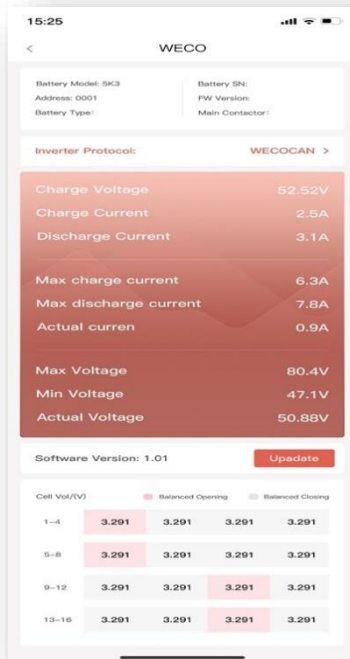 15:25
WECO
Battery Model: 5K3 Battery SN:
Address: 0001 FW Version:
Battery Type: Main Contactor:
Inverter Protocol: WECOCAN >
Charge Voltage 52.52V
Charge Current 2.5A
Discharge Current 3.1A
Max charge current 6.3A
Max discharge current 7.8A
Actual curren 0.9A
Max Voltage 80.4V
Min Voltage 47.1V
Actual Voltage 50.88V
Software Version: 1.01 Upadato
Cell Vol/(V) Balanced Opening Balanced Closing
1-4 3.291 3.291 3.291 3.291
5-8 3.291 3.291 3.291 3.291
9-12 3.291 3.291 3.291 3.291
13-16 3.291 3.291 3.291 3.291